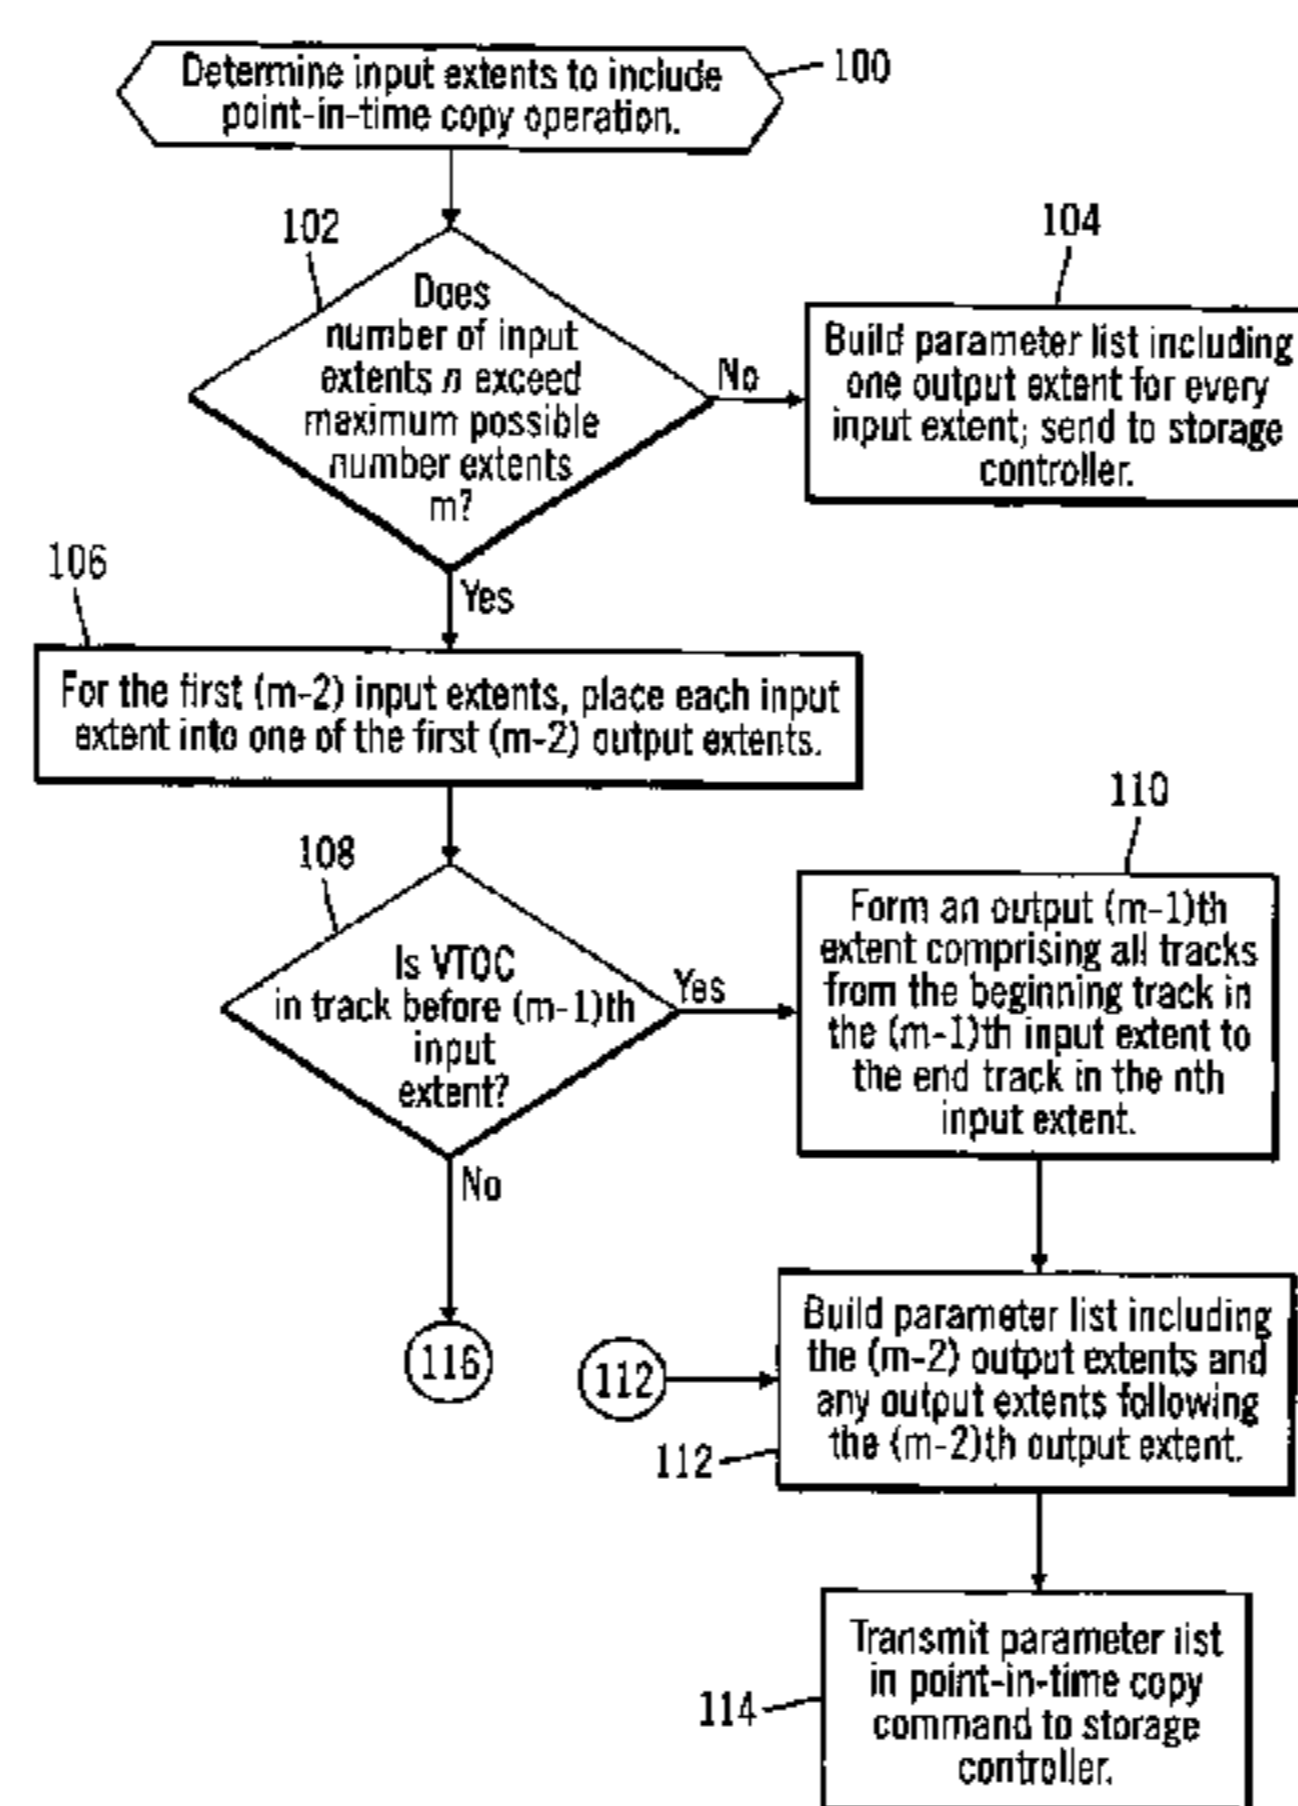 Determine input extents to include
point-in-time copy operation.
100
102
Does
number of input
extents n exceed
maximum possible
number extents
m?
No
104
Build parameter list including
one output extent for every
input extent; send to storage
controller.
Yes
106
For the first (m-2) input extents, place each input
extent into one of the first (m-2) output extents.
108
Is VTOC
in track before (m-1)th
input
extent?
Yes
110
Form an output (m-1)th
extent comprising all tracks
from the beginning track in
the (m-1)th input extent to
the end track in the nth
input extent.
No
116
112
Build parameter list including
the (m-2) output extents and
any output extents following
the (m-2)th output extent.
112
Transmit parameter list
in point-in-time copy
command to storage
controller.
114